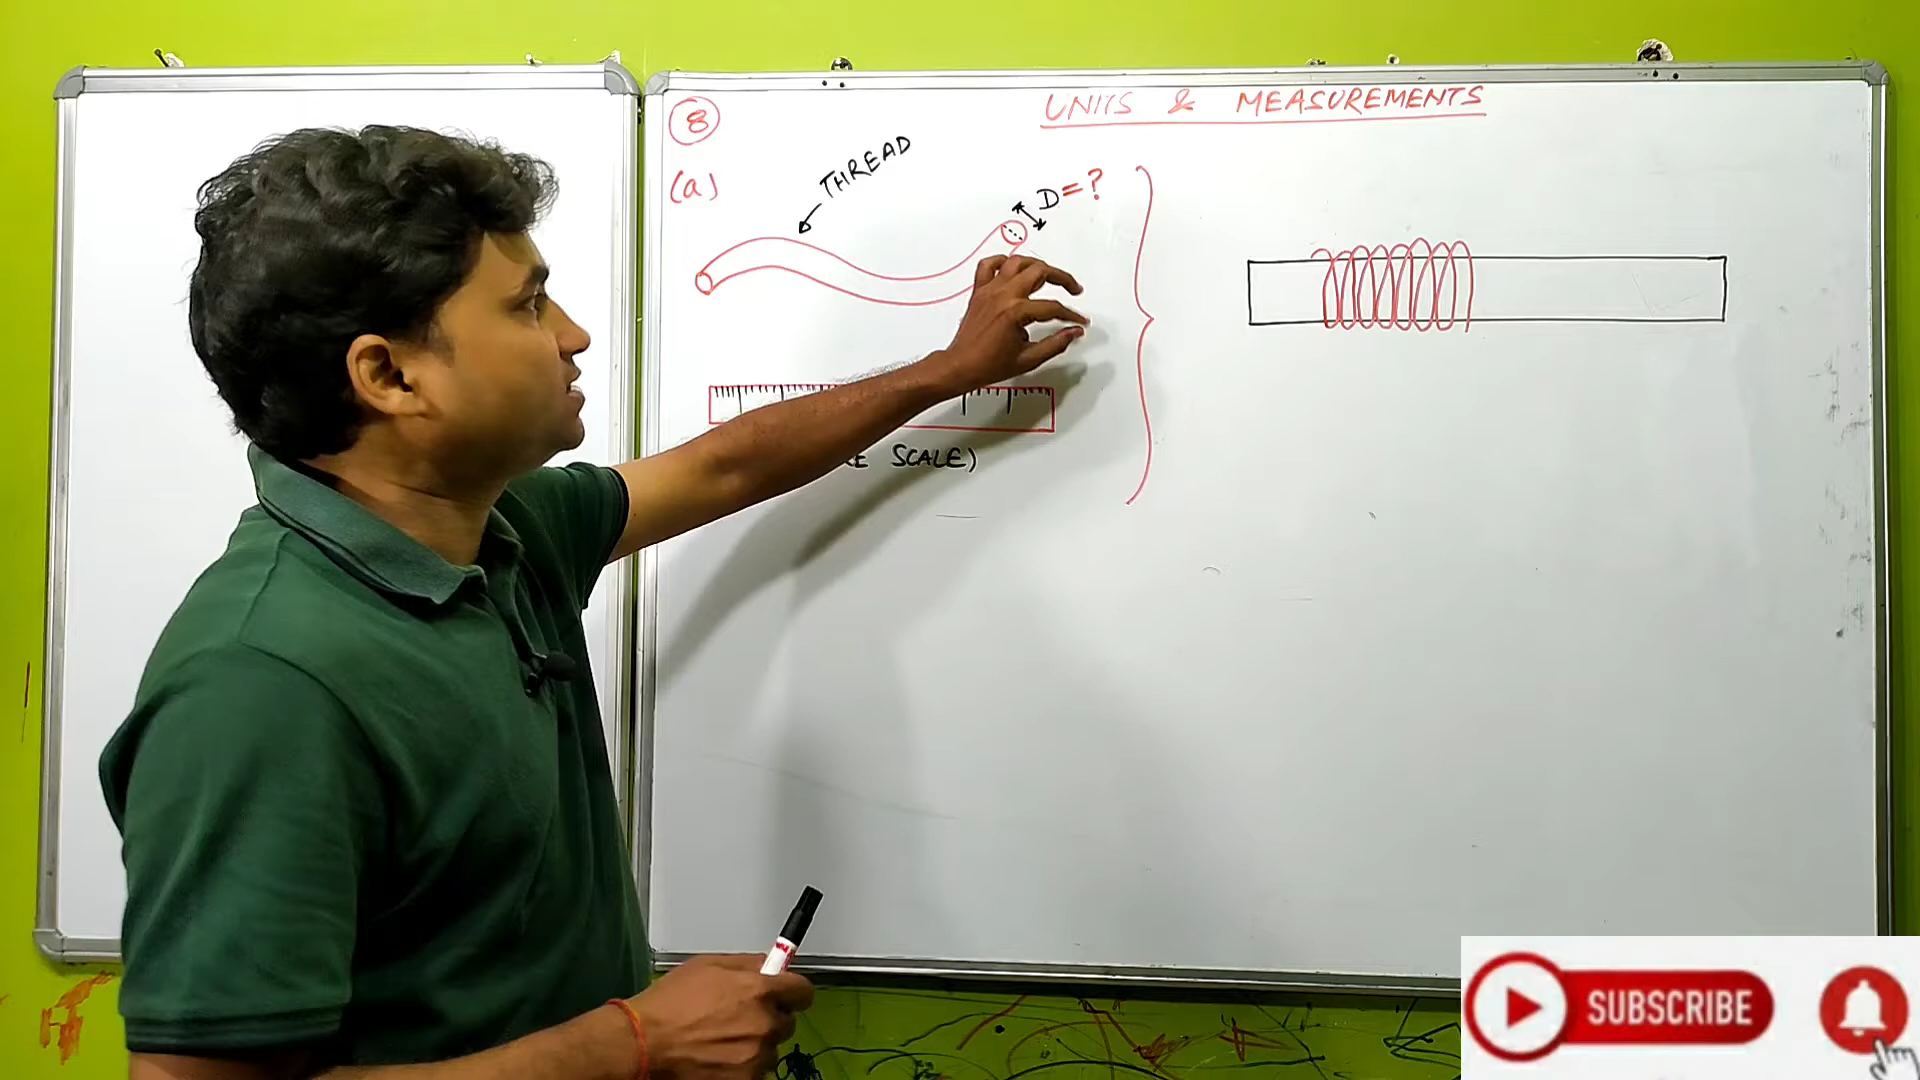 UNITS & MEASUREMENTS
8
(a)
THREAD
D=?
SCALE)
SUBSCRIBE